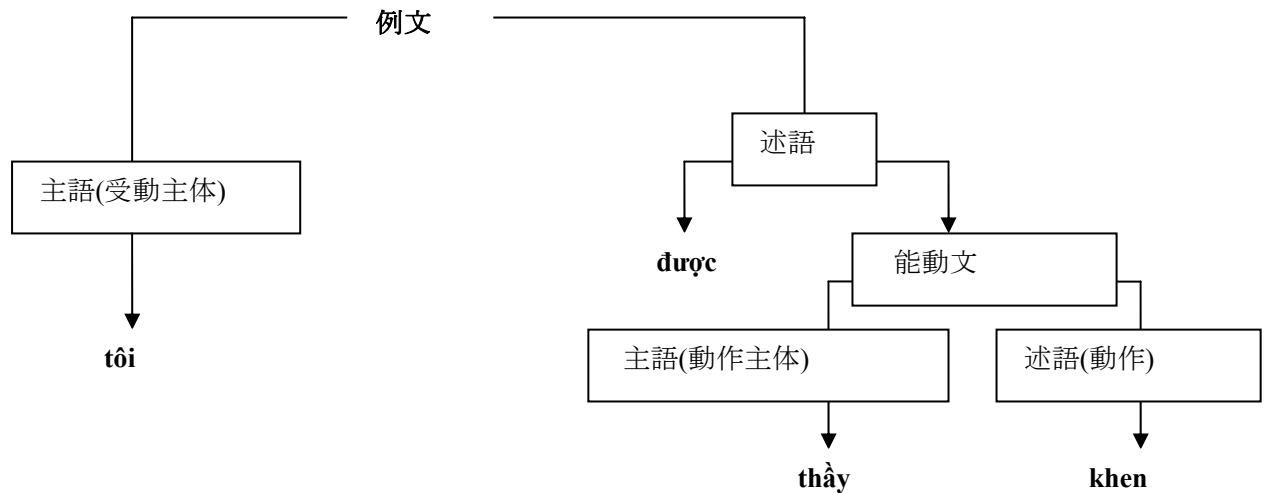 例文
述語
主語(受動主体)
được
能動文
tôi
主語(動作主体)
述語(動作)
thầy
khen